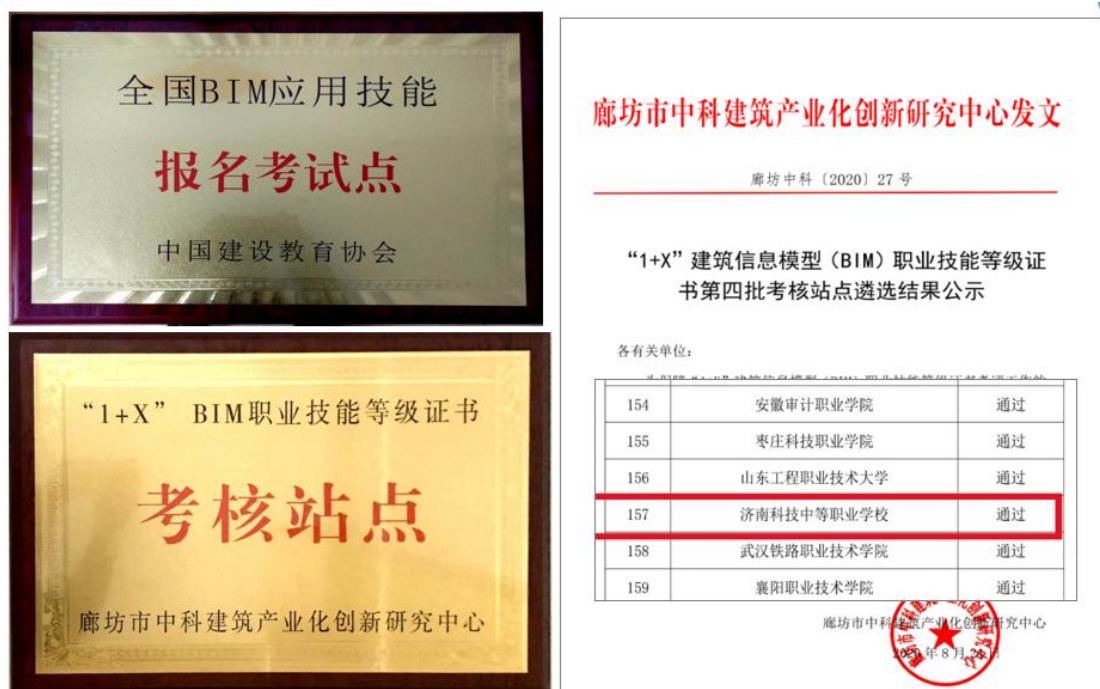 全国BIM应用技能
报名考试点
中国建设教育协会
“1+X” BIM职业技能等级证书
考核站点
廊坊市中科建筑产业化创新研究中心
廊坊市中科建筑产业化创新研究中心发文
廊坊中科〔2020〕27 号
“1+X”建筑信息模型（BIM）职业技能等级证
书第四批考核站点遴选结果公示
各有关单位：
154 安徽审计职业学院 通过
155 枣庄科技职业学院 通过
156 山东工程职业技术大学 通过
157 济南科技中等职业学校 通过
158 武汉铁路职业技术学院 通过
159 襄阳职业技术学院 通过
廊坊市中科建筑产业化创新研究中心
2020 年 8 月